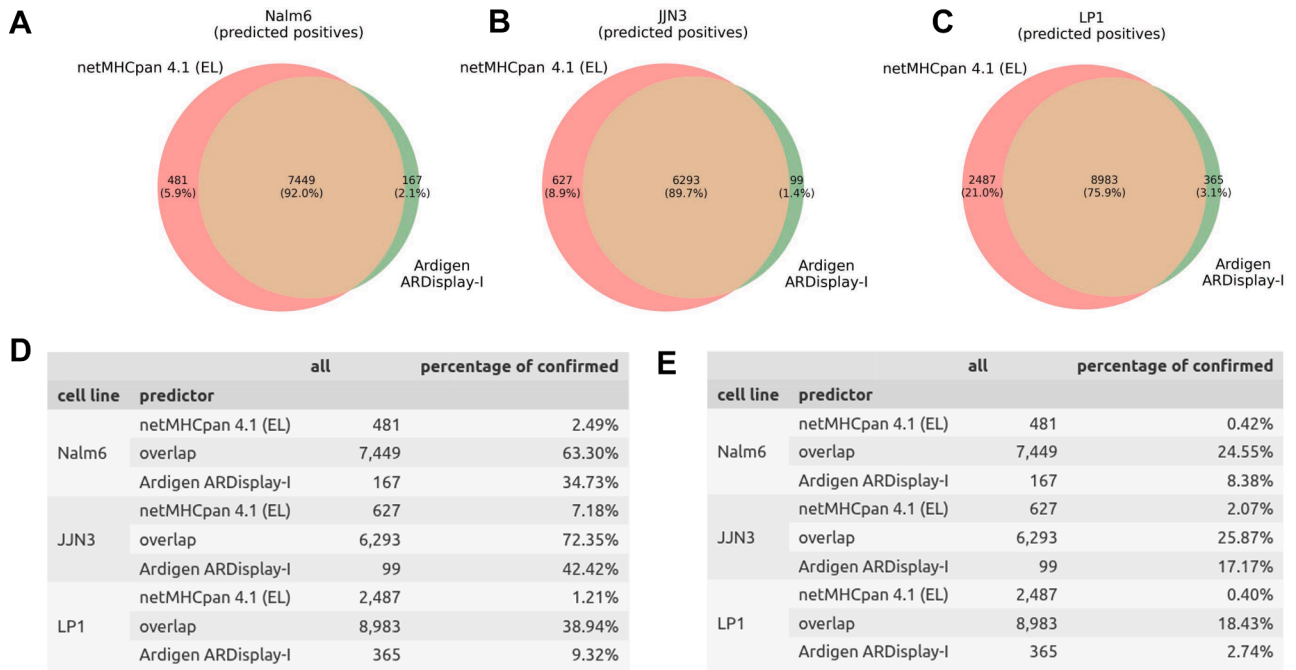 A
Nalm6
(predicted positives)
netMHCpan 4.1 (EL)
481
(5.9%)
7449
(92.0%)
167
(2.1%)
Ardigen
ARDisplay-I
B
JJN3
(predicted positives)
netMHCpan 4.1 (EL)
627
(8.9%)
6293
(89.7%)
99
(1.4%)
Ardigen
ARDisplay-I
C
LP1
(predicted positives)
netMHCpan 4.1 (EL)
2487
(21.0%)
8983
(75.9%)
365
(3.1%)
Ardigen
ARDisplay-I
D
all percentage of confirmed
cell line predictor
Nalm6 netMHCpan 4.1 (EL) 481 2.49%
overlap 7,449 63.30%
Ardigen ARDisplay-I 167 34.73%
JJN3 netMHCpan 4.1 (EL) 627 7.18%
overlap 6,293 72.35%
Ardigen ARDisplay-I 99 42.42%
LP1 netMHCpan 4.1 (EL) 2,487 1.21%
overlap 8,983 38.94%
Ardigen ARDisplay-I 365 9.32%
E
all percentage of confirmed
cell line predictor
Nalm6 netMHCpan 4.1 (EL) 481 0.42%
overlap 7,449 24.55%
Ardigen ARDisplay-I 167 8.38%
JJN3 netMHCpan 4.1 (EL) 627 2.07%
overlap 6,293 25.87%
Ardigen ARDisplay-I 99 17.17%
LP1 netMHCpan 4.1 (EL) 2,487 0.40%
overlap 8,983 18.43%
Ardigen ARDisplay-I 365 2.74%